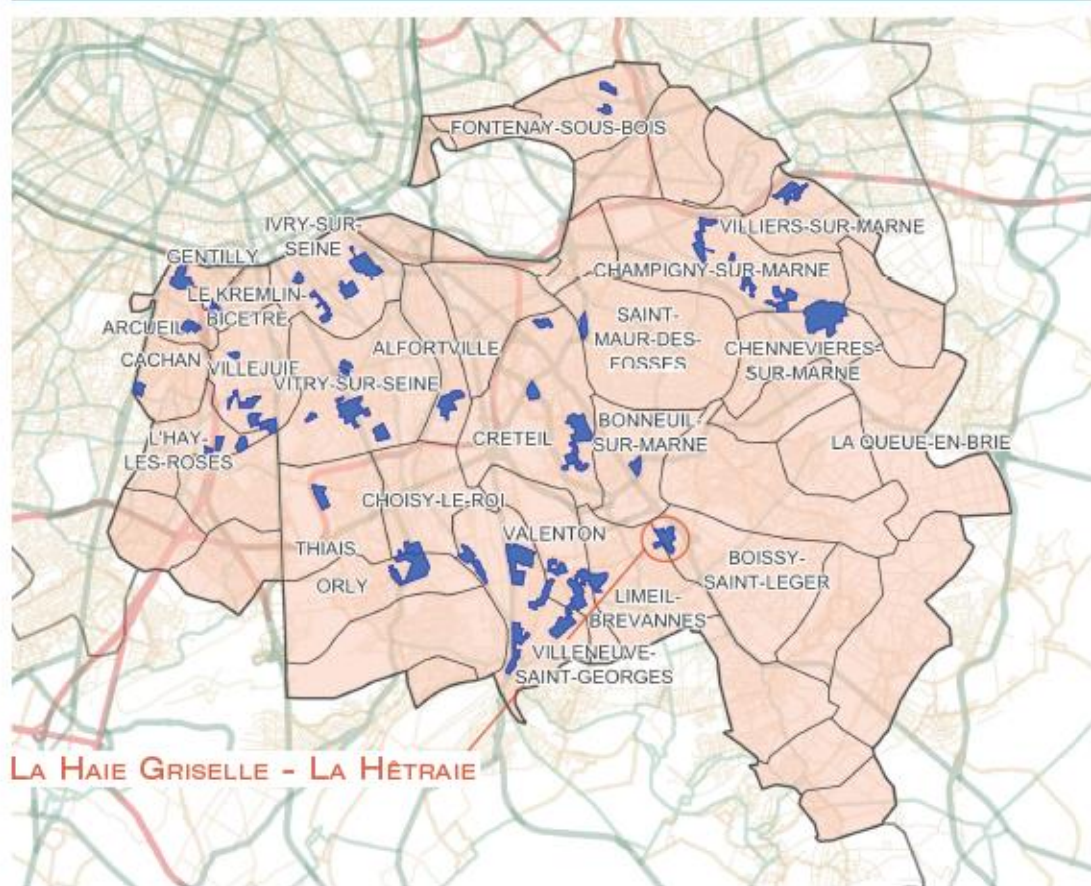 FONTENAY-SOUS-BOIS
VILLIERS-SUR-MARNE
IVRY-SUR-
SEINE
GENTILLY
CHAMPIGNY-SUR-MARNE
LE KREMLIN-
BICETRE
ARCUEIL
SAINT-
MAUR-DES-
FOSSES
ALFORTVILLE
CHENNEVIERES-
SUR-MARNE
CACHAN
VILLEJUIF
VITRY-SUR-SEINE
BONNEUIL-
SUR-MARNE
CRETEIL
L'HAY-
LES-ROSES
LA QUEUE-EN-BRIE
CHOISY-LE-ROI
VALENTON
THIAIS
BOISSY-
SAINT-LEGER
ORLY
LIMEIL-
BREVANNES
VILLENEUVE-
SAINT-GEORGES
LA HAIE GRISELLE - LA HÊTRAIE